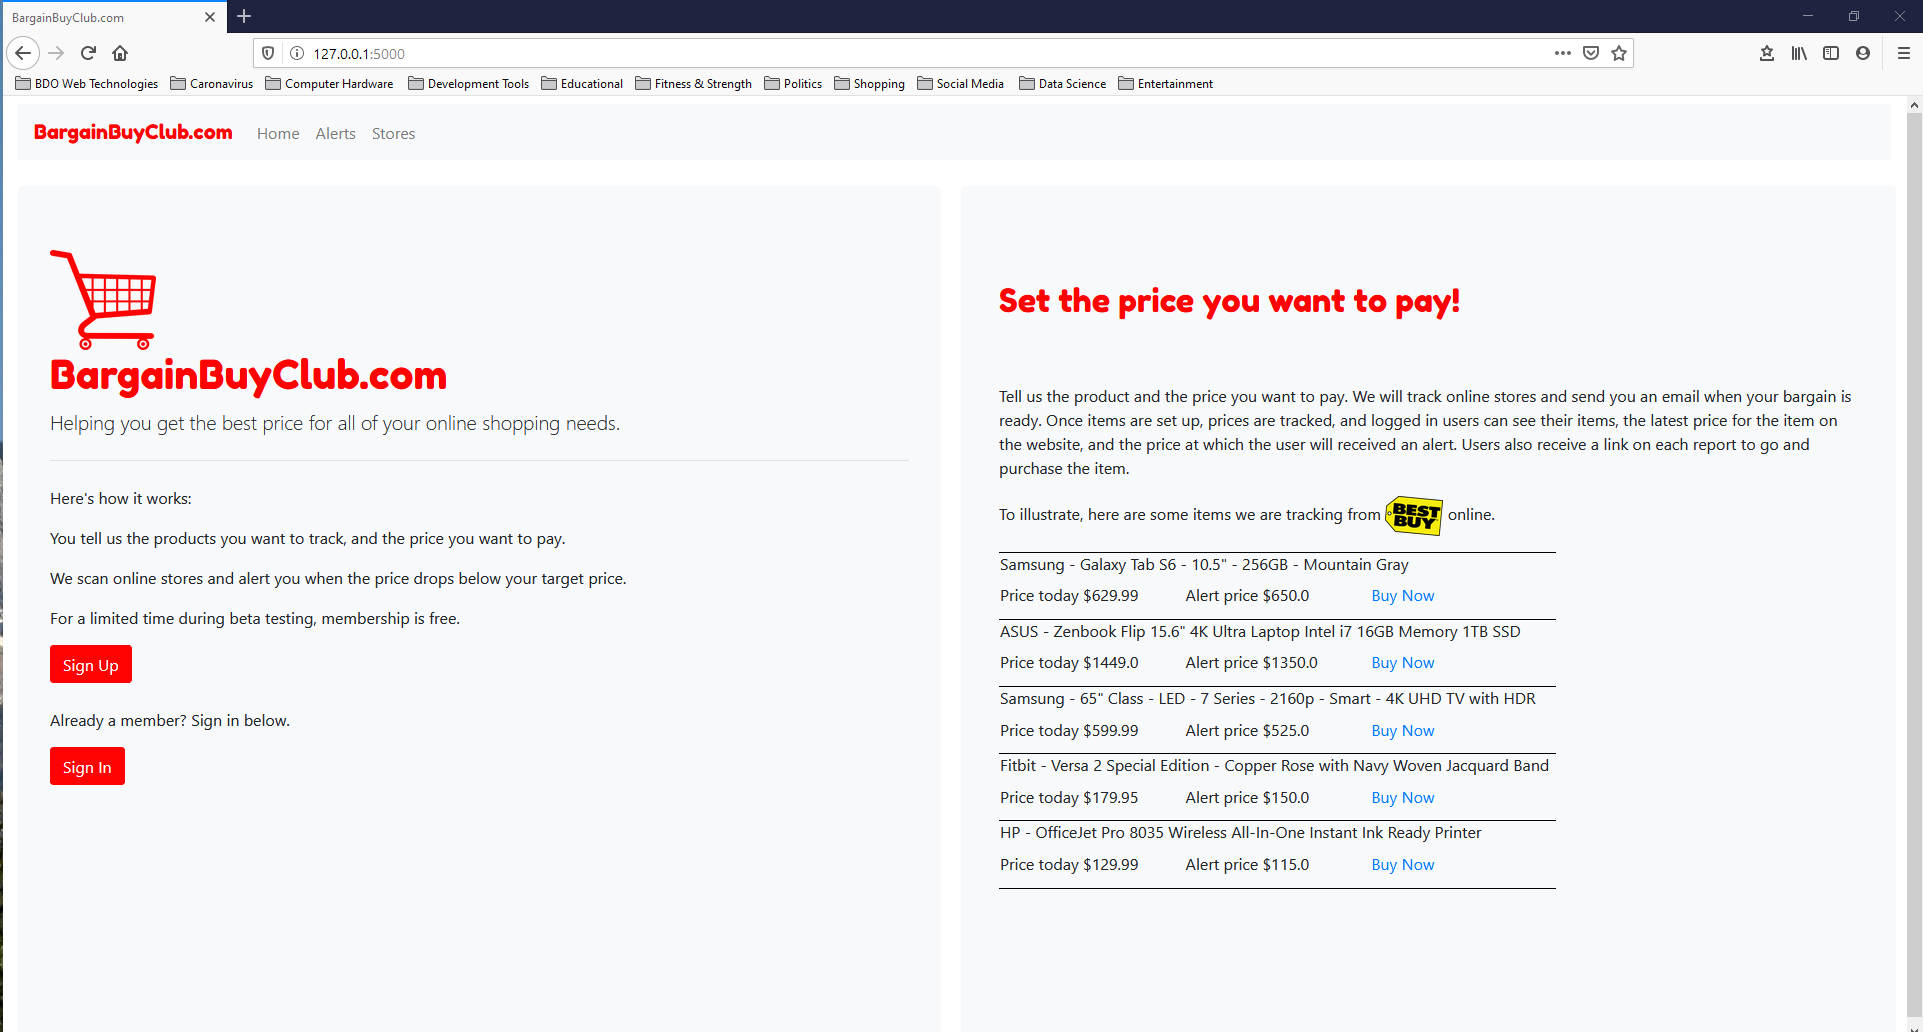 BargainBuyClub.com
127.0.0.1:5000
BDO Web Technologies Caronavirus Computer Hardware Development Tools Educational Fitness & Strength Politics Shopping Social Media Data Science Entertainment
BargainBuyClub.com Home Alerts Stores
BargainBuyClub.com
Helping you get the best price for all of your online shopping needs.
Here's how it works:
You tell us the products you want to track, and the price you want to pay.
We scan online stores and alert you when the price drops below your target price.
For a limited time during beta testing, membership is free.
Sign Up
Already a member? Sign in below.
Sign In
Set the price you want to pay!
Tell us the product and the price you want to pay. We will track online stores and send you an email when your bargain is
ready. Once items are set up, prices are tracked, and logged in users can see their items, the latest price for the item on
the website, and the price at which the user will received an alert. Users also receive a link on each report to go and
purchase the item.
To illustrate, here are some items we are tracking from BEST BUY online.
Samsung - Galaxy Tab S6 - 10.5" - 256GB - Mountain Gray
Price today $629.99 Alert price $650.0 Buy Now
ASUS - Zenbook Flip 15.6" 4K Ultra Laptop Intel i7 16GB Memory 1TB SSD
Price today $1449.0 Alert price $1350.0 Buy Now
Samsung - 65" Class - LED - 7 Series - 2160p - Smart - 4K UHD TV with HDR
Price today $599.99 Alert price $525.0 Buy Now
Fitbit - Versa 2 Special Edition - Copper Rose with Navy Woven Jacquard Band
Price today $179.95 Alert price $150.0 Buy Now
HP - OfficeJet Pro 8035 Wireless All-In-One Instant Ink Ready Printer
Price today $129.99 Alert price $115.0 Buy Now